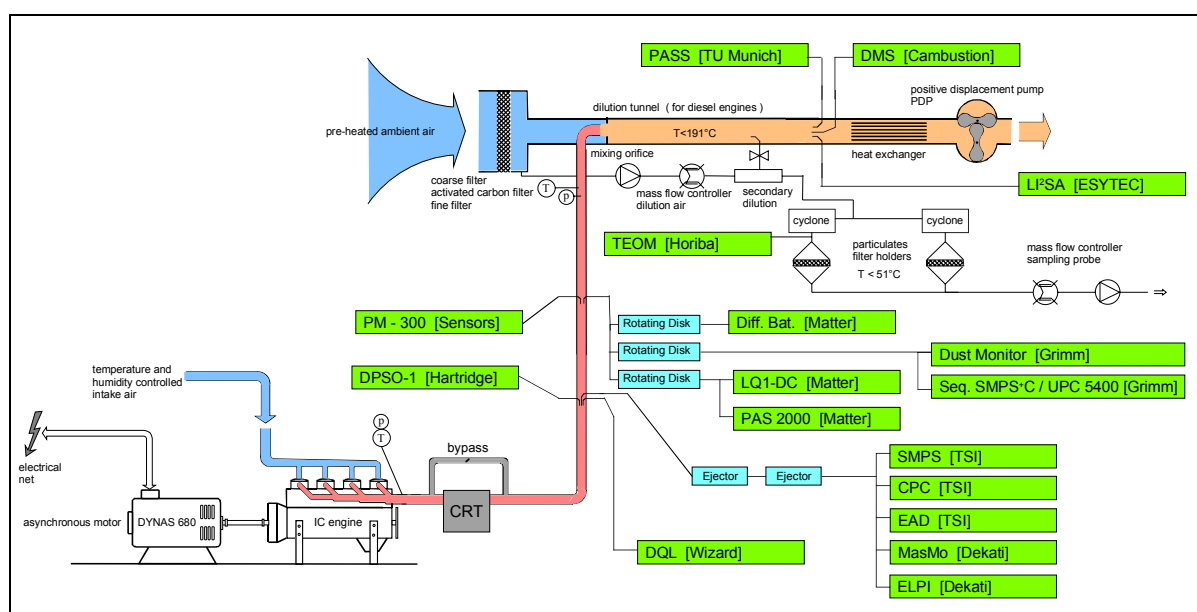 PASS  [TU Munich]
DMS  [Cambustion]
positive displacement pump
PDP
dilution tunnel  ( for diesel engines )
pre-heated ambient air
T<191°C
mixing orifice
heat exchanger
coarse filter
activated carbon filter
fine filter
T
p
mass flow controller
dilution air
secondary
dilution
LI²SA  [ESYTEC]
cyclone
cyclone
TEOM  [Horiba]
particulates
filter holders
T < 51°C
mass flow controller
sampling probe
PM - 300  [Sensors]
Rotating Disk
Diff. Bat.  [Matter]
Rotating Disk
Dust Monitor  [Grimm]
temperature and
humidity controlled
intake air
DPSO-1  [Hartridge]
Rotating Disk
LQ1-DC  [Matter]
Seq. SMPS+C / UPC 5400 [Grimm]
PAS 2000  [Matter]
p
T
bypass
electrical
net
Ejector
Ejector
SMPS  [TSI]
CPC  [TSI]
asynchronous motor
DYNAS 680
IC engine
CRT
EAD  [TSI]
DQL  [Wizard]
MasMo  [Dekati]
ELPI  [Dekati]